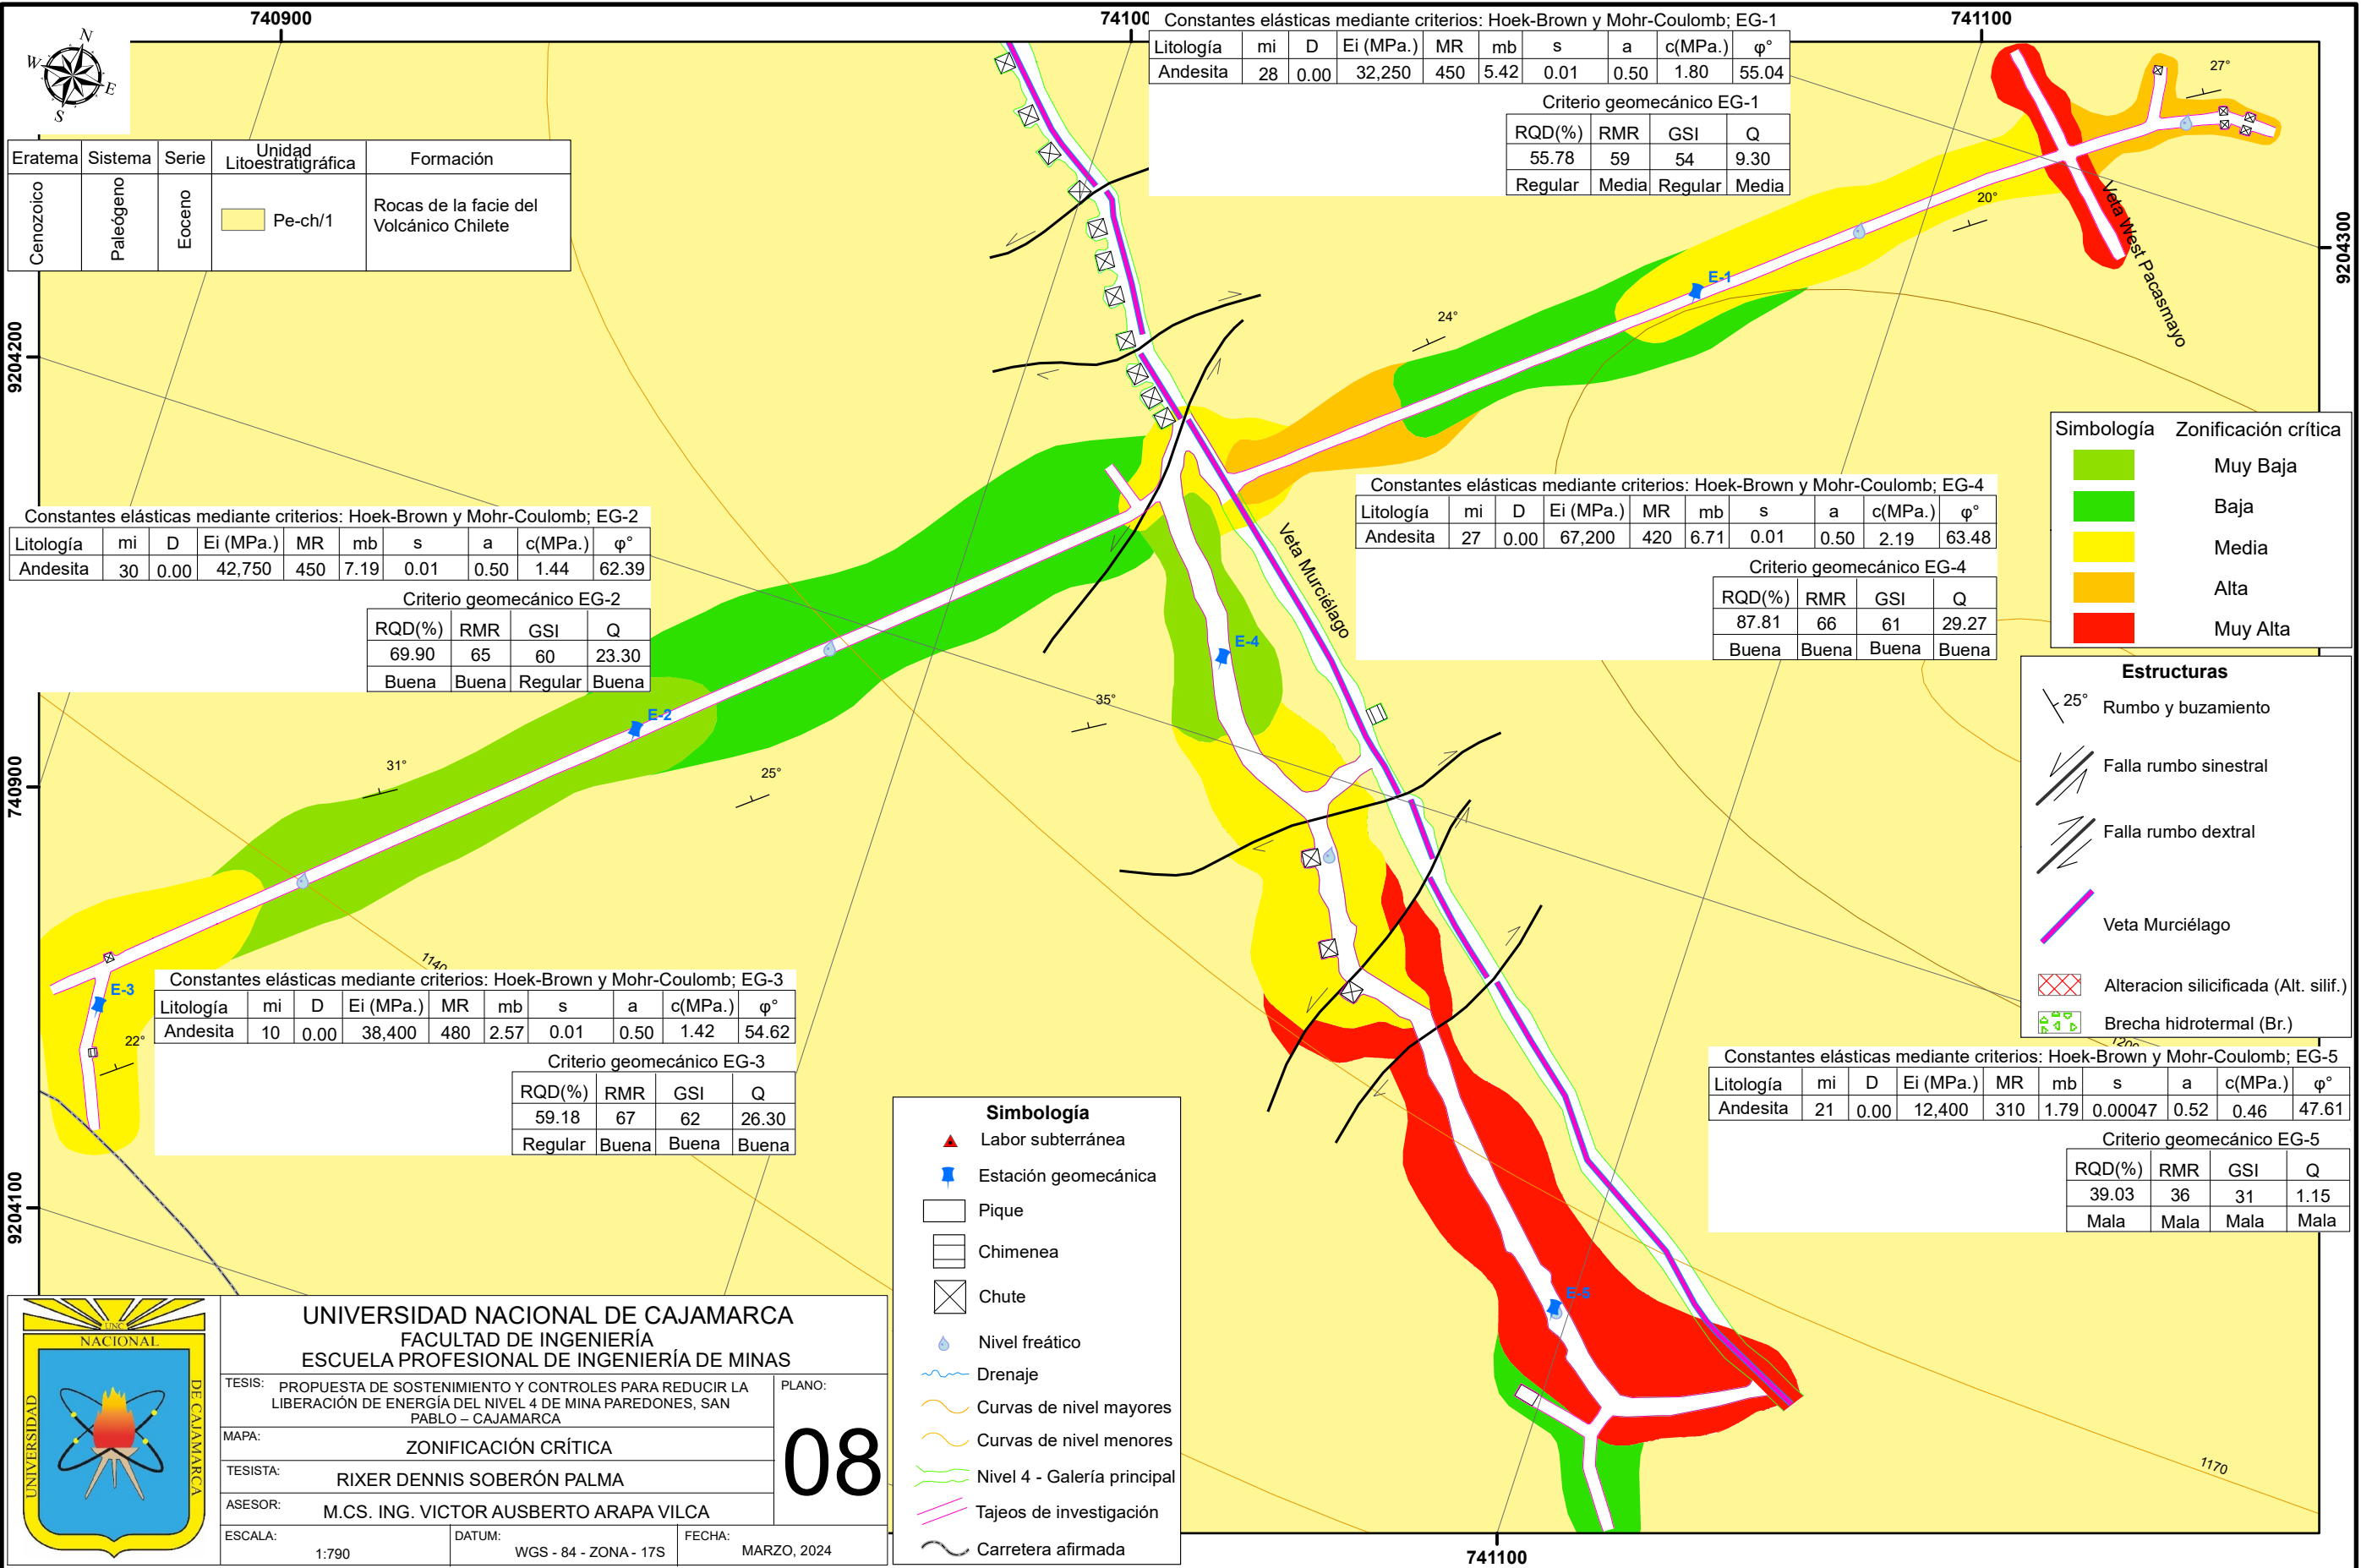 740900
74100
741100
N
W
E
S
Constantes elásticas mediante criterios: Hoek-Brown y Mohr-Coulomb; EG-1
Litología mi D Ei (MPa.) MR mb s a c(MPa.) φ°
Andesita 28 0.00 32,250 450 5.42 0.01 0.50 1.80 55.04
Criterio geomecánico EG-1
RQD(%) RMR GSI Q
55.78 59 54 9.30
Regular Media Regular Media
Eratema Sistema Serie Unidad Litoestratigráfica Formación
Cenozoico Paleógeno Eoceno Pe-ch/1 Rocas de la facie del
Volcánico Chilete
27°
20°
Veta West Pacasmayo
9204300
E-1
24°
9204200
Simbología Zonificación crítica
Muy Baja
Baja
Media
Alta
Muy Alta
Constantes elásticas mediante criterios: Hoek-Brown y Mohr-Coulomb; EG-2
Litología mi D Ei (MPa.) MR mb s a c(MPa.) φ°
Andesita 30 0.00 42,750 450 7.19 0.01 0.50 1.44 62.39
Criterio geomecánico EG-2
RQD(%) RMR GSI Q
69.90 65 60 23.30
Buena Buena Regular Buena
Constantes elásticas mediante criterios: Hoek-Brown y Mohr-Coulomb; EG-4
Litología mi D Ei (MPa.) MR mb s a c(MPa.) φ°
Andesita 27 0.00 67,200 420 6.71 0.01 0.50 2.19 63.48
Criterio geomecánico EG-4
RQD(%) RMR GSI Q
87.81 66 61 29.27
Buena Buena Buena Buena
Veta Murciélago
E-4
E-2
35°
31°
25°
740900
Estructuras
25° Rumbo y buzamiento
Falla rumbo sinestral
Falla rumbo dextral
Veta Murciélago
Alteracion silicificada (Alt. silif.)
Brecha hidrotermal (Br.)
1200
1140
E-3
22°
Constantes elásticas mediante criterios: Hoek-Brown y Mohr-Coulomb; EG-3
Litología mi D Ei (MPa.) MR mb s a c(MPa.) φ°
Andesita 10 0.00 38,400 480 2.57 0.01 0.50 1.42 54.62
Criterio geomecánico EG-3
RQD(%) RMR GSI Q
59.18 67 62 26.30
Regular Buena Buena Buena
Constantes elásticas mediante criterios: Hoek-Brown y Mohr-Coulomb; EG-5
Litología mi D Ei (MPa.) MR mb s a c(MPa.) φ°
Andesita 21 0.00 12,400 310 1.79 0.00047 0.52 0.46 47.61
Criterio geomecánico EG-5
RQD(%) RMR GSI Q
39.03 36 31 1.15
Mala Mala Mala Mala
9204100
E-5
1170
741100
Simbología
Labor subterránea
Estación geomecánica
Pique
Chimenea
Chute
Nivel freático
Drenaje
Curvas de nivel mayores
Curvas de nivel menores
Nivel 4 - Galería principal
Tajeos de investigación
Carretera afirmada
UNC
NACIONAL
UNIVERSIDAD
DE CAJAMARCA
UNIVERSIDAD NACIONAL DE CAJAMARCA
FACULTAD DE INGENIERÍA
ESCUELA PROFESIONAL DE INGENIERÍA DE MINAS
TESIS: PROPUESTA DE SOSTENIMIENTO Y CONTROLES PARA REDUCIR LA
LIBERACIÓN DE ENERGÍA DEL NIVEL 4 DE MINA PAREDONES, SAN
PABLO – CAJAMARCA
PLANO:
08
MAPA: ZONIFICACIÓN CRÍTICA
TESISTA: RIXER DENNIS SOBERÓN PALMA
ASESOR: M.CS. ING. VICTOR AUSBERTO ARAPA VILCA
ESCALA: 1:790
DATUM: WGS - 84 - ZONA - 17S
FECHA: MARZO, 2024